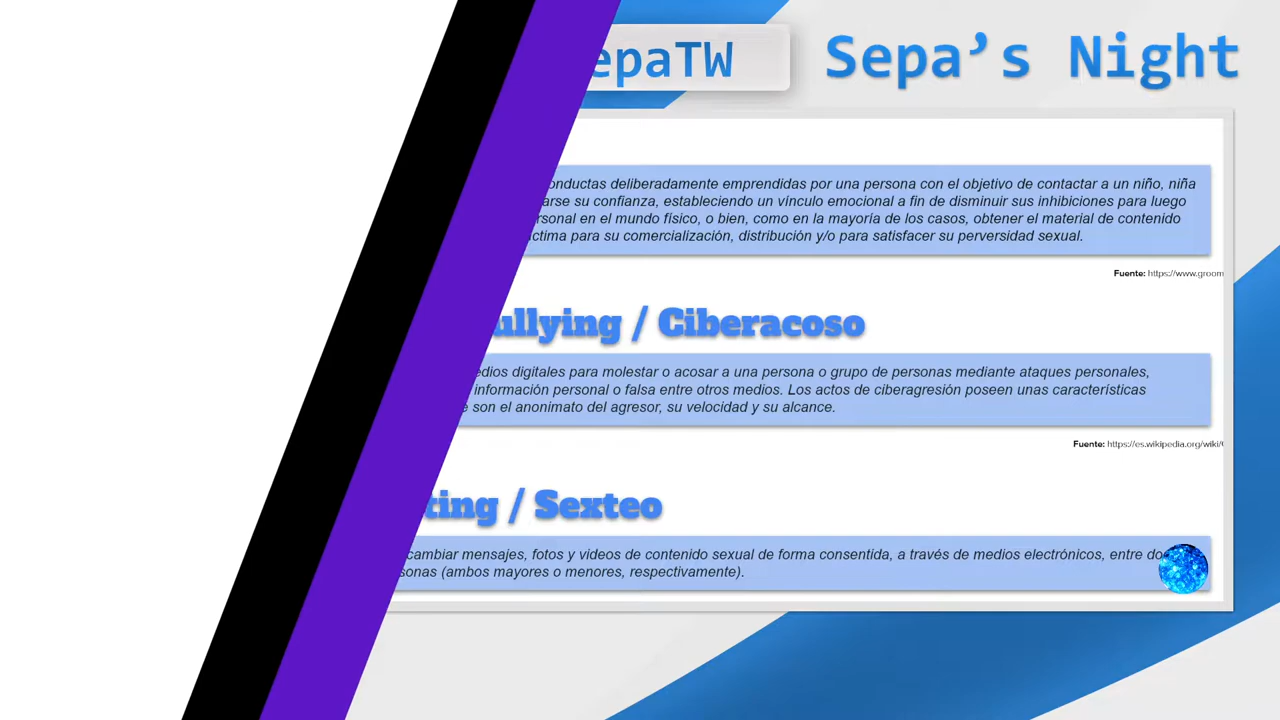 epaTW
Sepa's Night
onductas deliberadamente emprendidas por una persona con el objetivo de contactar a un niño, niña
arse su confianza, estableciendo un vínculo emocional a fin de disminuir sus inhibiciones para luego
rsonal en el mundo físico, o bien, como en la mayoría de los casos, obtener el material de contenido
ctima para su comercialización, distribución y/o para satisfacer su perversidad sexual.
Fuente: https://www.groom
ullying / Ciberacoso
edios digitales para molestar o acosar a una persona o grupo de personas mediante ataques personales,
información personal o falsa entre otros medios. Los actos de ciberagresión poseen unas características
e son el anonimato del agresor, su velocidad y su alcance.
Fuente: https://es.wikipedia.org/wiki/
ting / Sexteo
cambiar mensajes, fotos y videos de contenido sexual de forma consentida, a través de medios electrónicos, entre do
sonas (ambos mayores o menores, respectivamente).